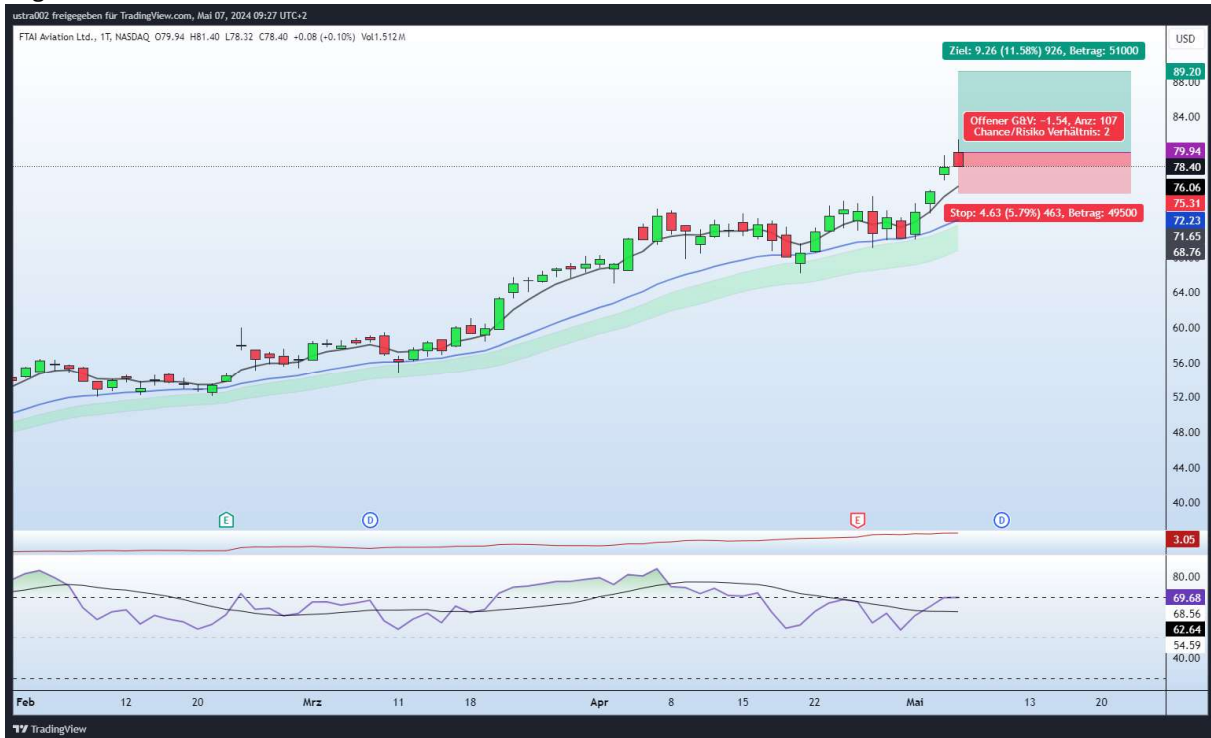 ustra002 freigegeben für TradingView.com, Mai 07, 2024 09:27 UTC+2
FTAI Aviation Ltd., 1T, NASDAQ O79.94 H81.40 L78.32 C78.40 +0.08 (+0.10%) Vol1.512M
USD
Ziel: 9.26 (11.58%) 926, Betrag: 51000
89.20
88.00
84.00
Offener G&V: −1.54, Anz: 107
Chance/Risiko Verhältnis: 2
79.94
78.40
76.06
75.31
Stop: 4.63 (5.79%) 463, Betrag: 49500
72.23
71.65
68.76
64.00
60.00
56.00
52.00
48.00
44.00
40.00
E
D
E
D
3.05
80.00
69.68
68.56
62.64
54.59
40.00
Feb 12 20 Mrz 11 18 Apr 8 15 22 Mai 13 20
TradingView